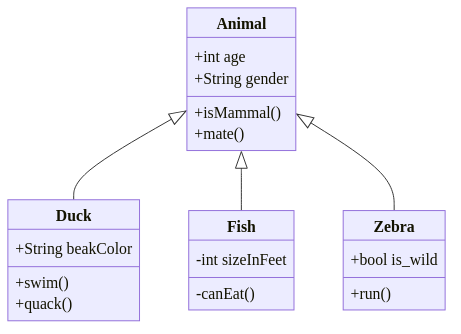 Animal
+int age
+String gender
+isMammal()
+mate()
Duck
+String beakColor
+swim()
+quack()
Fish
-int sizeInFeet
-canEat()
Zebra
+bool is_wild
+run()